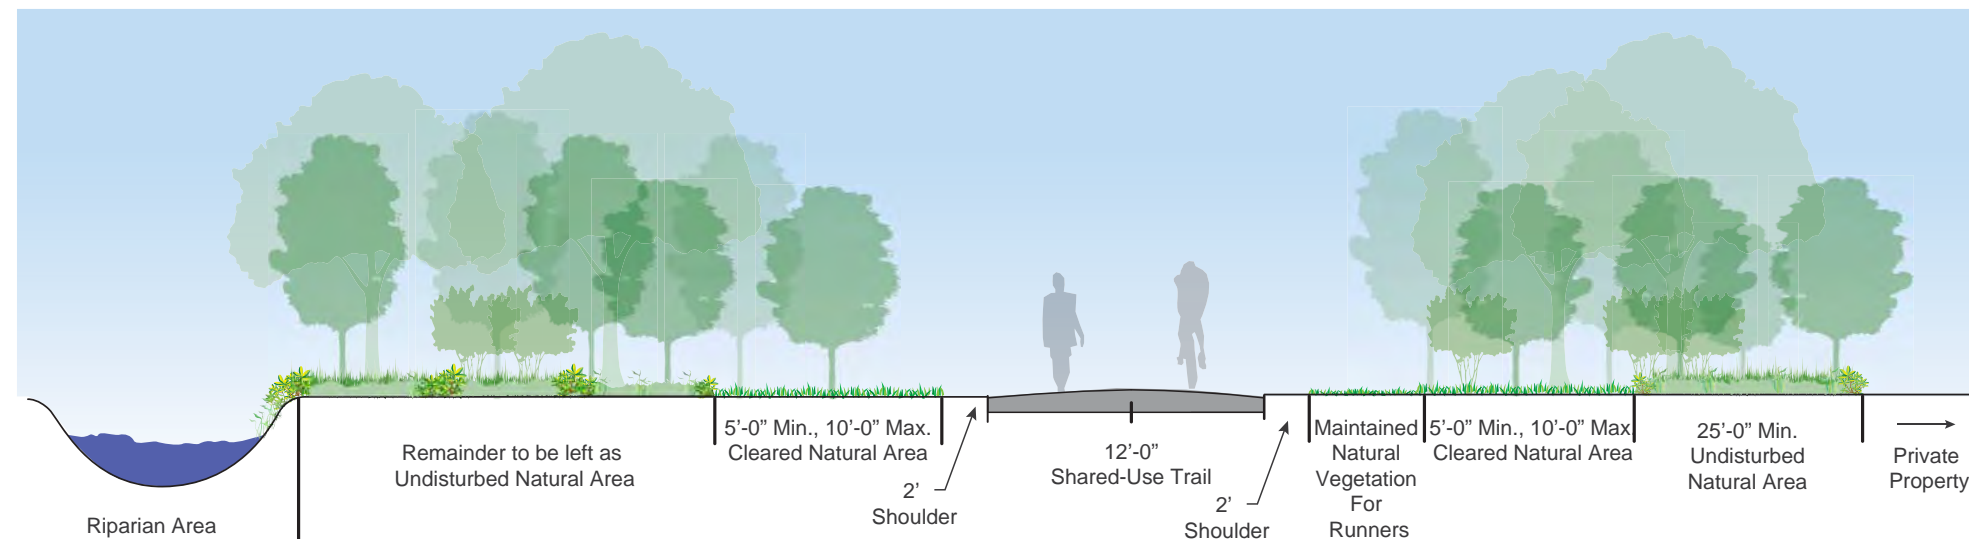 Riparian Area
Remainder to be left as
Undisturbed Natural Area
5’-0” Min., 10’-0” Max.
Cleared Natural Area
2’
Shoulder
12’-0”
Shared-Use Trail
2’
Shoulder
Maintained
Natural
Vegetation
For
Runners
5’-0” Min., 10’-0” Max
Cleared Natural Area
25’-0” Min.
Undisturbed
Natural Area
Private
Property